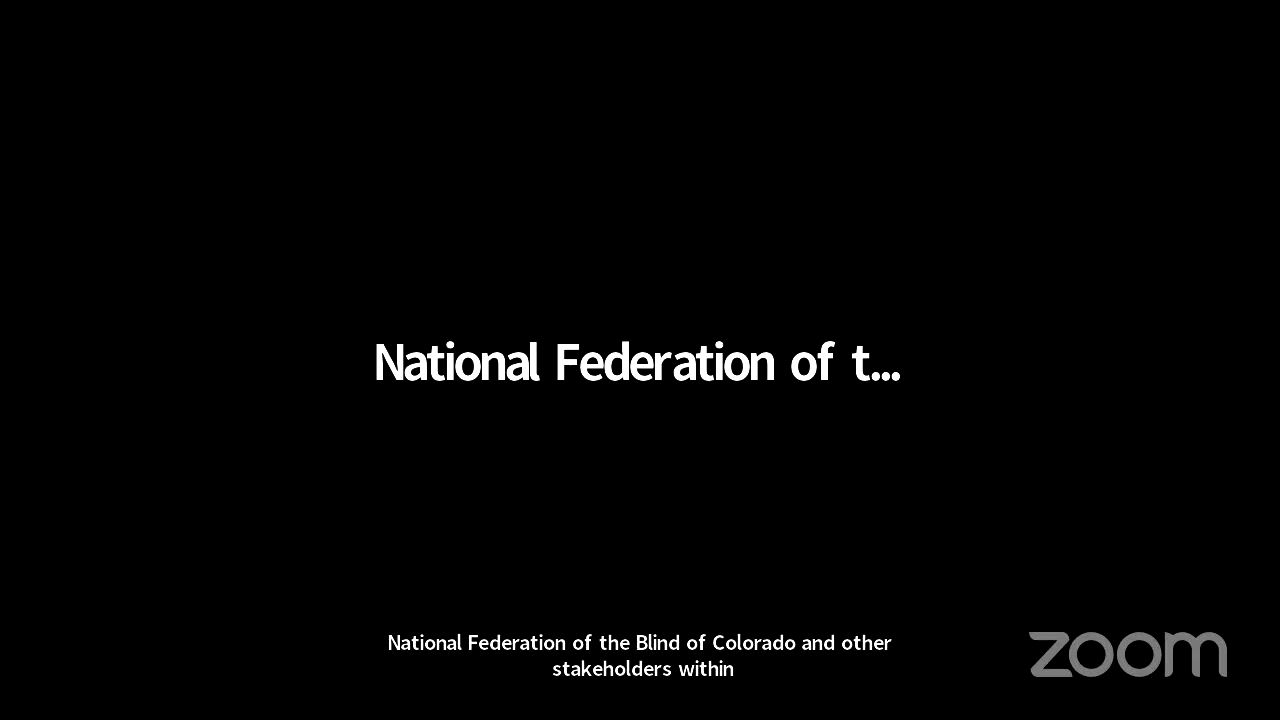 National Federation of t...
National Federation of the Blind of Colorado and other
stakeholders within
zoom